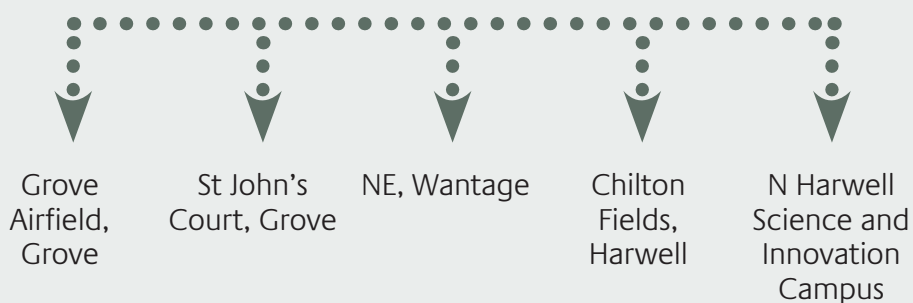 Grove
Airfield,
Grove
St John’s
Court, Grove
NE, Wantage
Chilton
Fields,
Harwell
N Harwell
Science and
Innovation
Campus